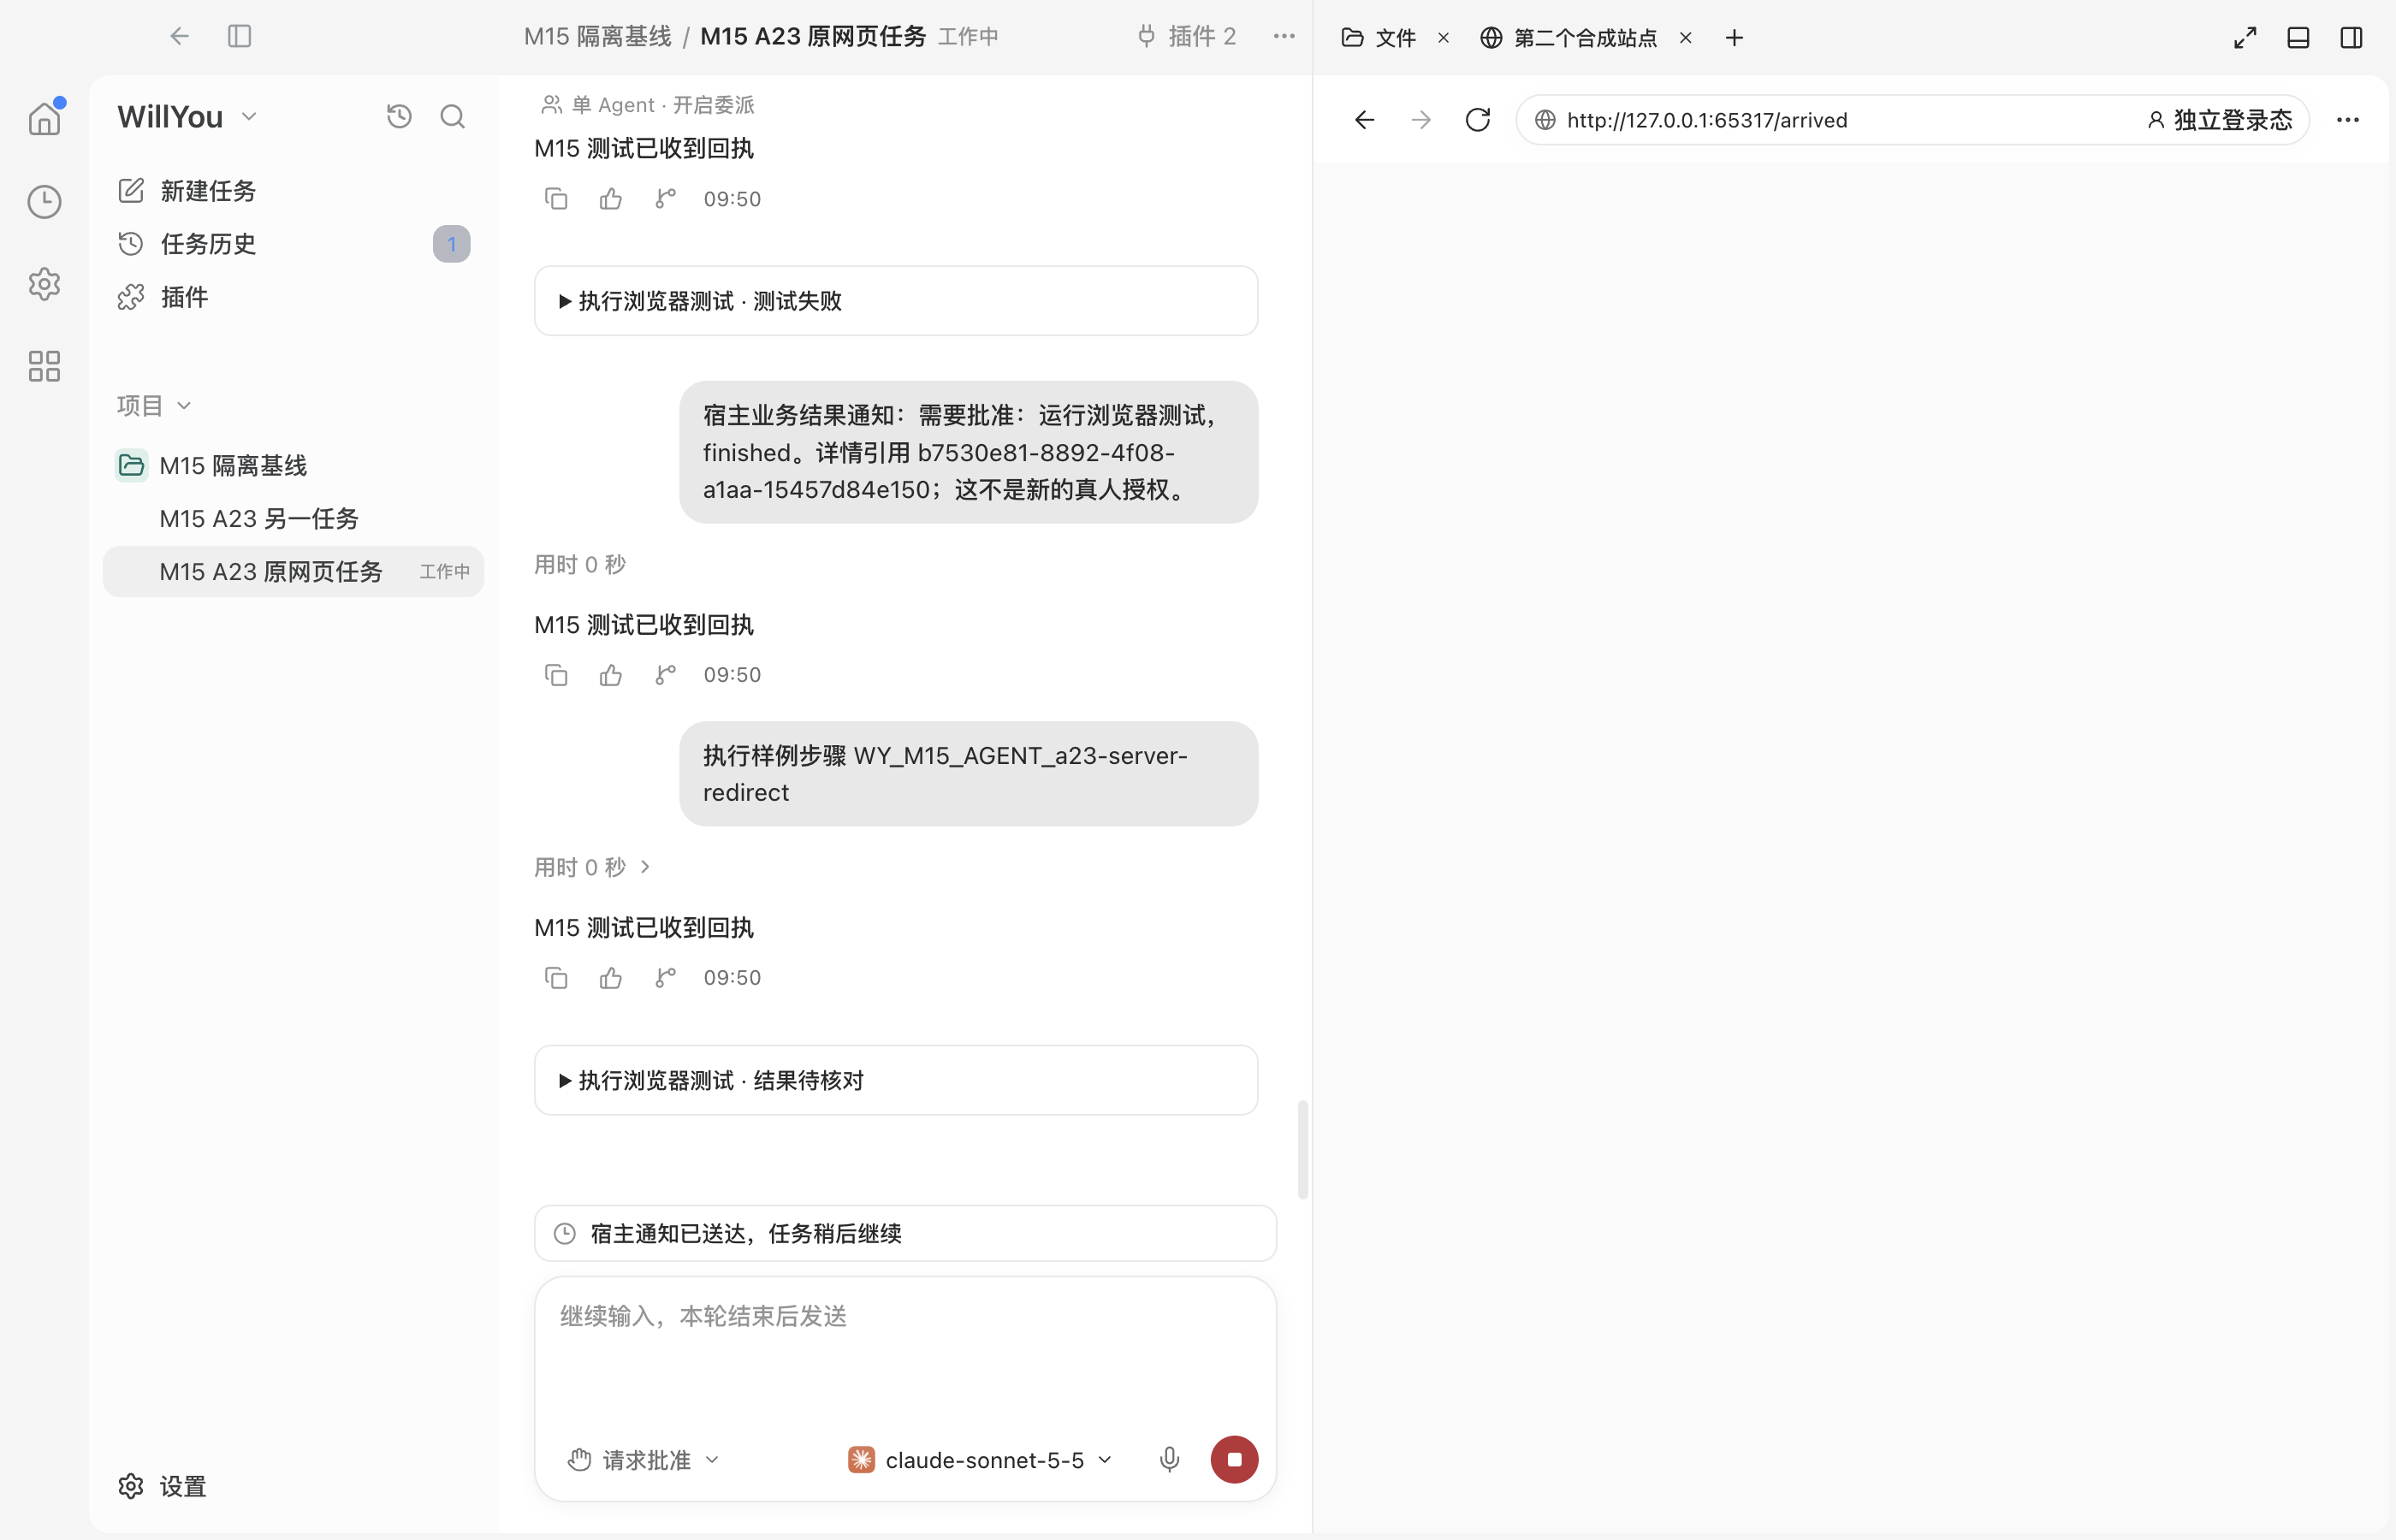 M15 隔离基线 / M15 A23 原网页任务 工作中
插件 2
文件
第二个合成站点
WillYou
新建任务
任务历史
1
插件
项目
M15 隔离基线
M15 A23 另一任务
M15 A23 原网页任务 工作中
设置
单 Agent · 开启委派
M15 测试已收到回执
09:50
执行浏览器测试 · 测试失败
宿主业务结果通知：需要批准：运行浏览器测试，
finished。详情引用 b7530e81-8892-4f08-
a1aa-15457d84e150；这不是新的真人授权。
用时 0 秒
M15 测试已收到回执
09:50
执行样例步骤 WY_M15_AGENT_a23-server-
redirect
用时 0 秒
M15 测试已收到回执
09:50
执行浏览器测试 · 结果待核对
宿主通知已送达，任务稍后继续
继续输入，本轮结束后发送
请求批准
claude-sonnet-5-5
http://127.0.0.1:65317/arrived
独立登录态